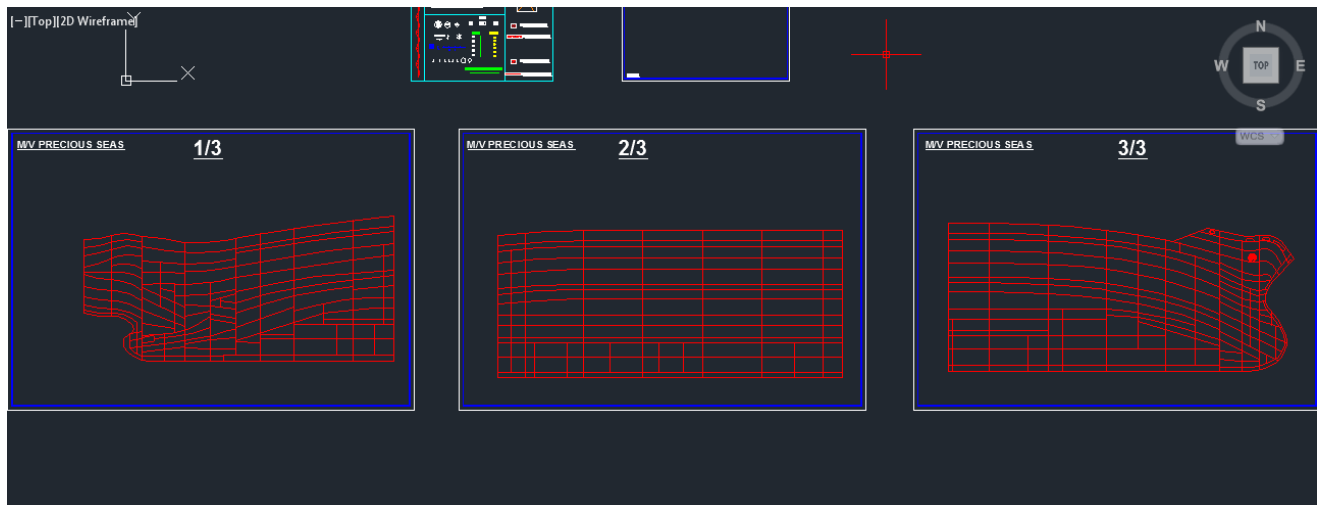 [−][Top][2D Wireframe]
Y
X
N
W
TOP
E
S
WCS
M/V PRECIOUS SEAS
1/3
M/V PRECIOUS SEAS
2/3
M/V PRECIOUS SEAS
3/3